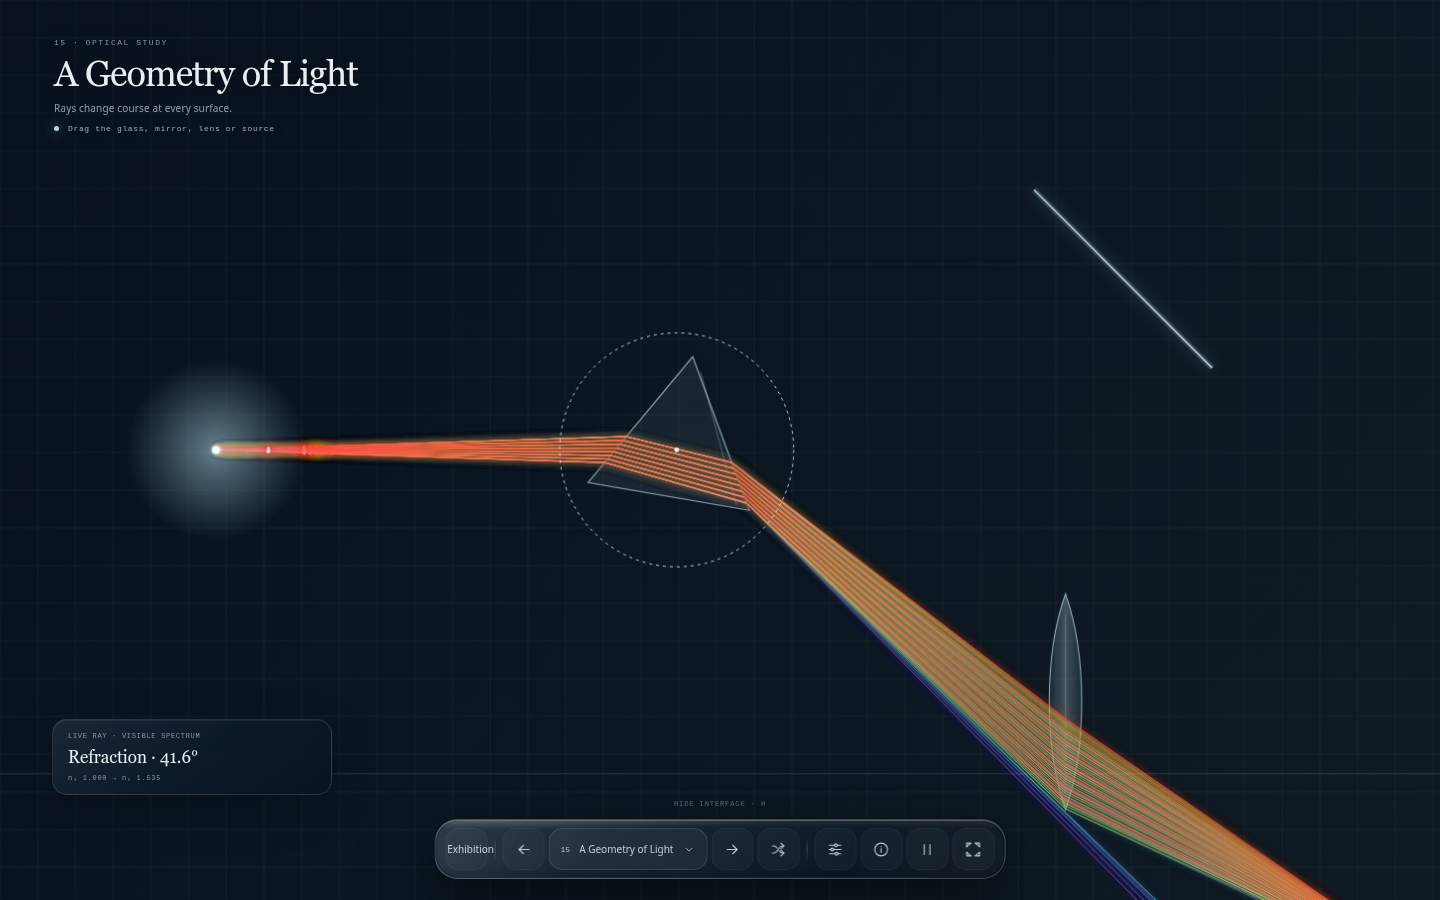 15 · OPTICAL STUDY
A Geometry of Light
Rays change course at every surface.
Drag the glass, mirror, lens or source
LIVE RAY · VISIBLE SPECTRUM
Refraction · 41.6°
n₁ 1.000 → n₂ 1.535
HIDE INTERFACE · H
Exhibition
15 A Geometry of Light